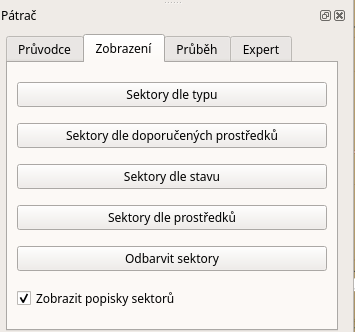 Pátrač
Průvodce Zobrazení Průběh Expert
Sektory dle typu
Sektory dle doporučených prostředků
Sektory dle stavu
Sektory dle prostředků
Odbarvit sektory
Zobrazit popisky sektorů